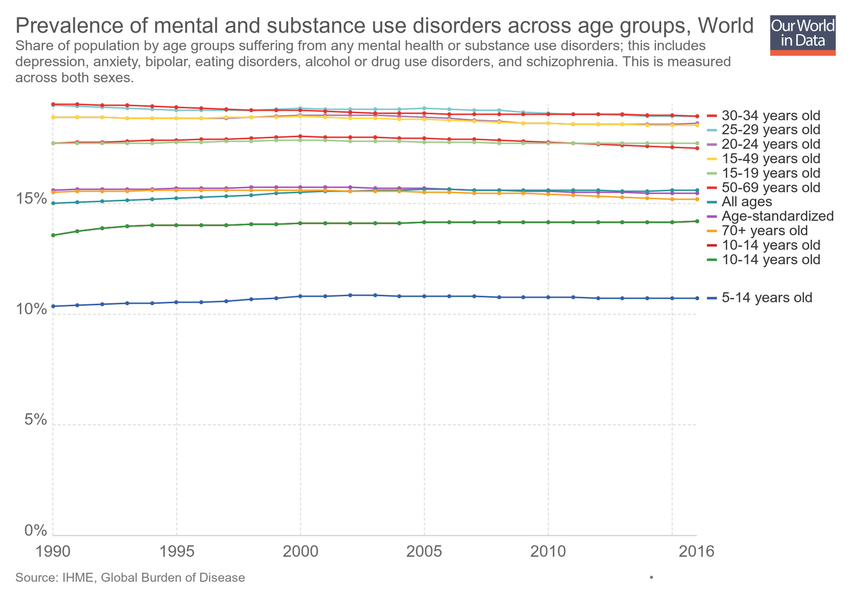 Prevalence of mental and substance use disorders across age groups, World
Our World
in Data
Share of population by age groups suffering from any mental health or substance use disorders; this includes
depression, anxiety, bipolar, eating disorders, alcohol or drug use disorders, and schizophrenia. This is measured
across both sexes.
30-34 years old
25-29 years old
20-24 years old
15-49 years old
15-19 years old
50-69 years old
All ages
Age-standardized
70+ years old
10-14 years old
10-14 years old
5-14 years old
15%
10%
5%
0%
1990 1995 2000 2005 2010 2016
Source: IHME, Global Burden of Disease